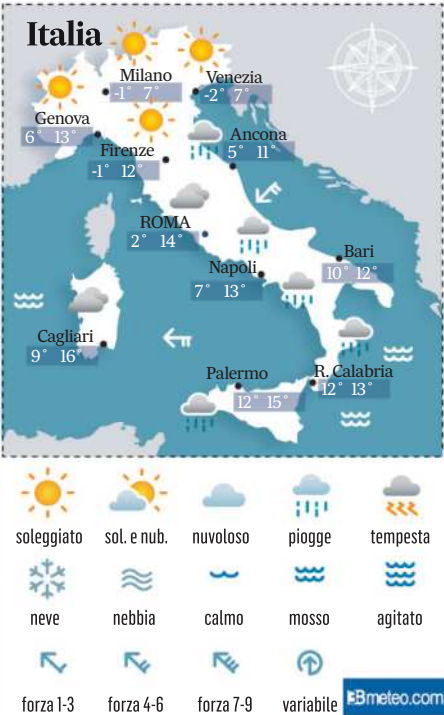 Italia
Milano
-1° 7°
Venezia
-2° 7°
Genova
6° 13°
Firenze
-1° 12°
Ancona
5° 11°
ROMA
2° 14°
Napoli
7° 13°
Bari
10° 12°
Cagliari
9° 16°
Palermo
12° 15°
R. Calabria
12° 13°
soleggiato sol. e nub. nuvoloso piogge tempesta
neve nebbia calmo mosso agitato
forza 1-3 forza 4-6 forza 7-9 variabile
3Bmeteo.com